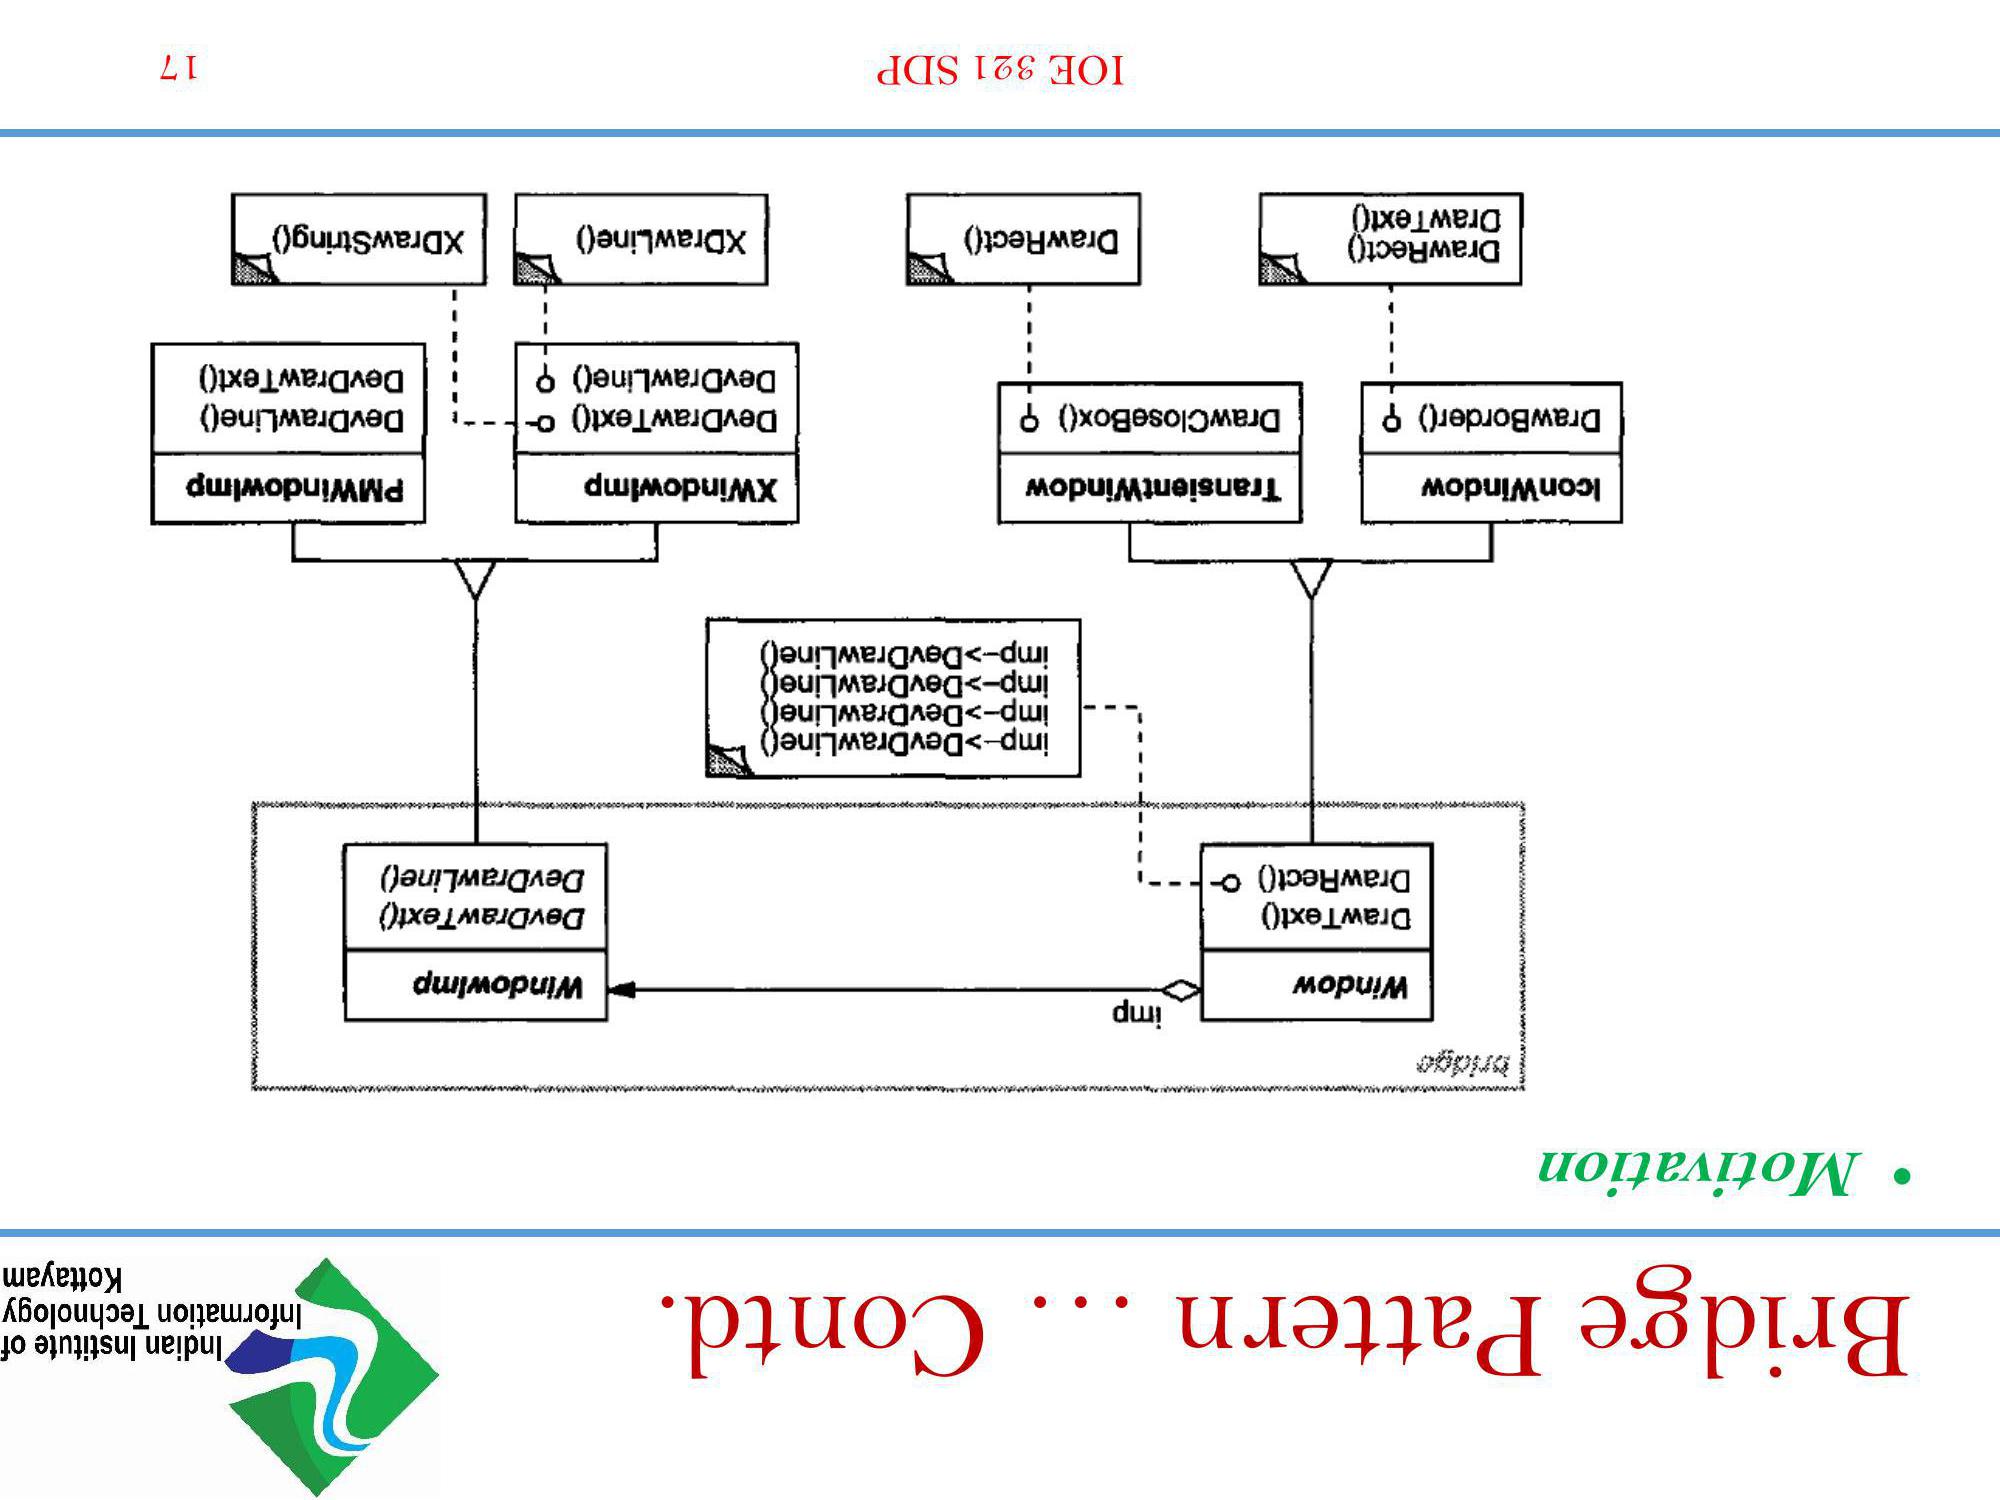 Bridge Pattern … Contd.
Indian Institute of
Information Technology
Kottayam
• Motivation
bridge
imp
Window
DrawText()
DrawRect()
WindowImp
DevDrawText()
DevDrawLine()
imp->DevDrawLine()
imp->DevDrawLine()
imp->DevDrawLine()
imp->DevDrawLine()
IconWindow
DrawBorder()
TransientWindow
DrawCloseBox()
XWindowImp
DevDrawText()
DevDrawLine()
PMWindowImp
DevDrawLine()
DevDrawText()
DrawRect()
DrawText()
DrawRect()
XDrawLine()
XDrawString()
IOE 321 SDP
17